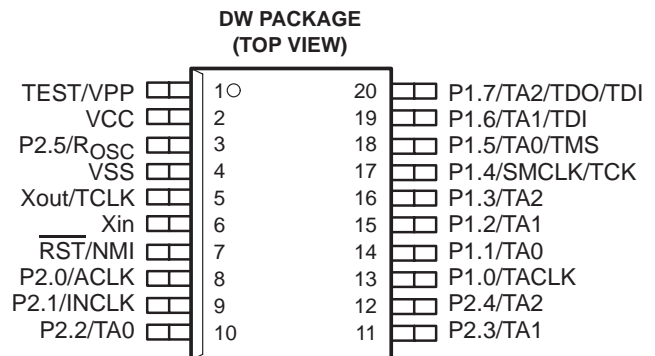 DW PACKAGE
(TOP VIEW)
TEST/VPP 1 20 P1.7/TA2/TDO/TDI
VCC 2 19 P1.6/TA1/TDI
P2.5/ROSC 3 18 P1.5/TA0/TMS
VSS 4 17 P1.4/SMCLK/TCK
Xout/TCLK 5 16 P1.3/TA2
Xin 6 15 P1.2/TA1
RST/NMI 7 14 P1.1/TA0
P2.0/ACLK 8 13 P1.0/TACLK
P2.1/INCLK 9 12 P2.4/TA2
P2.2/TA0 10 11 P2.3/TA1